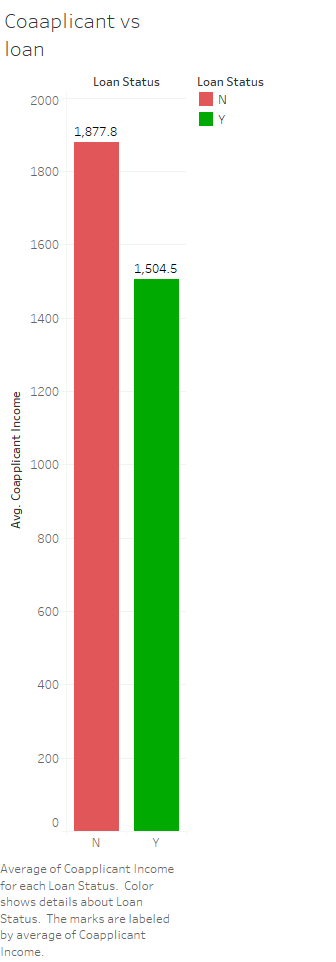 Coaaplicant vs
loan
Loan Status
Loan Status
N
Y
2000
1,877.8
1800
1600
1,504.5
1400
1200
Avg. Coapplicant Income
1000
800
600
400
200
0
N
Y
Average of Coapplicant Income
for each Loan Status.  Color
shows details about Loan
Status.  The marks are labeled
by average of Coapplicant
Income.